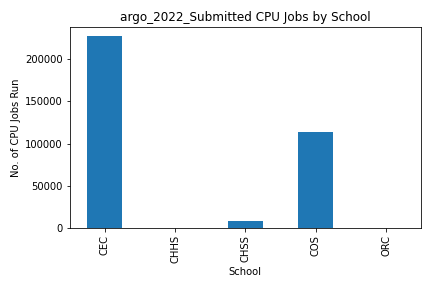 argo_2022_Submitted CPU Jobs by School
No. of CPU Jobs Run
200000
150000
100000
50000
0
CEC
CHHS
CHSS
COS
ORC
School